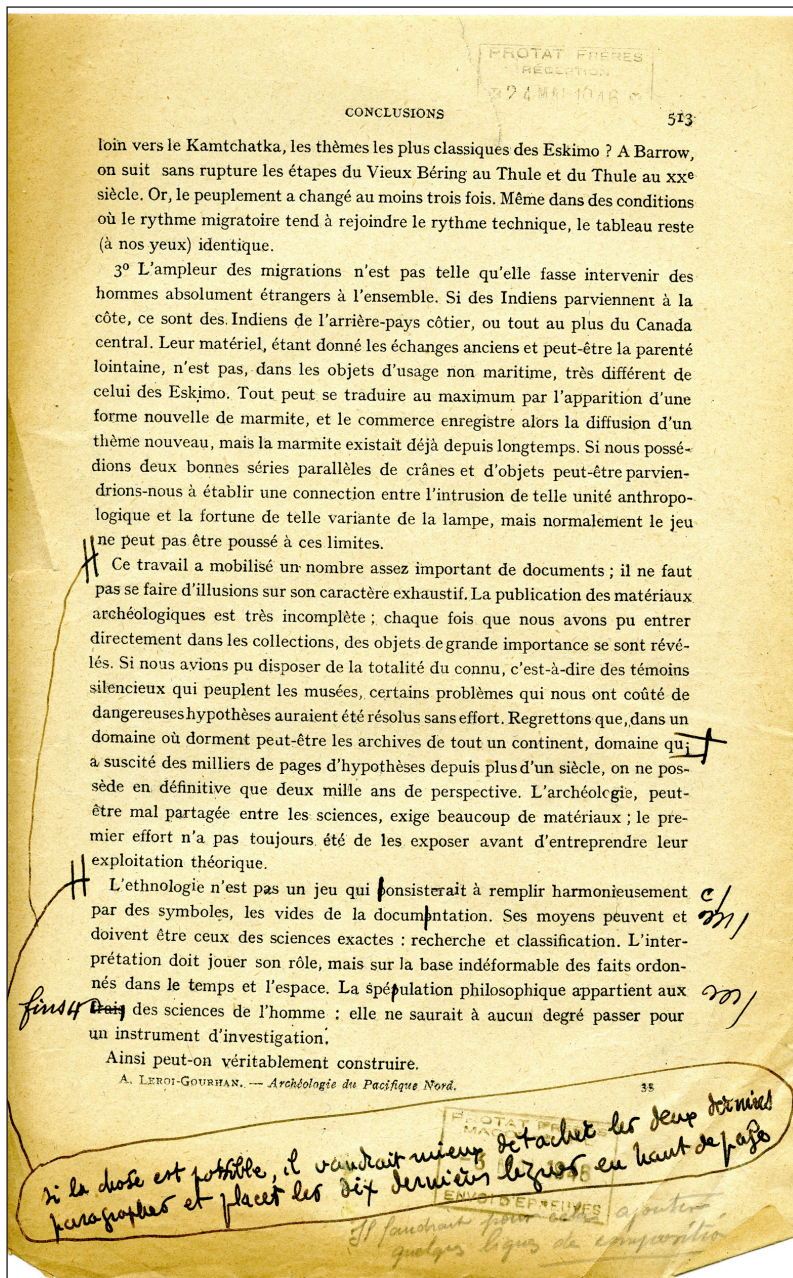 PROTAT FRÈRES
RÉCEPTION
24 MAI 1946
CONCLUSIONS 513
loin vers le Kamtchatka, les thèmes les plus classiques des Eskimo ? A Barrow,
on suit sans rupture les étapes du Vieux Béring au Thule et du Thule au XXe
siècle. Or, le peuplement a changé au moins trois fois. Même dans des conditions
où le rythme migratoire tend à rejoindre le rythme technique, le tableau reste
(à nos yeux) identique.
3º L'ampleur des migrations n'est pas telle qu'elle fasse intervenir des
hommes absolument étrangers à l'ensemble. Si des Indiens parviennent à la
côte, ce sont des Indiens de l'arrière-pays côtier, ou tout au plus du Canada
central. Leur matériel, étant donné les échanges anciens et peut-être la parenté
lointaine, n'est pas, dans les objets d'usage non maritime, très différent de
celui des Eskimo. Tout peut se traduire au maximum par l'apparition d'une
forme nouvelle de marmite, et le commerce enregistre alors la diffusion d'un
thème nouveau, mais la marmite existait déjà depuis longtemps. Si nous possé-
dions deux bonnes séries parallèles de crânes et d'objets peut-être parvien-
drions-nous à établir une connection entre l'intrusion de telle unité anthropo-
logique et la fortune de telle variante de la lampe, mais normalement le jeu
ne peut pas être poussé à ces limites.
Ce travail a mobilisé un nombre assez important de documents ; il ne faut
pas se faire d'illusions sur son caractère exhaustif. La publication des matériaux
archéologiques est très incomplète ; chaque fois que nous avons pu entrer
directement dans les collections, des objets de grande importance se sont révé-
lés. Si nous avions pu disposer de la totalité du connu, c'est-à-dire des témoins
silencieux qui peuplent les musées, certains problèmes qui nous ont coûté de
dangereuses hypothèses auraient été résolus sans effort. Regrettons que, dans un
domaine où dorment peut-être les archives de tout un continent, domaine qui
a suscité des milliers de pages d'hypothèses depuis plus d'un siècle, on ne pos-
sède en définitive que deux mille ans de perspective. L'archéologie, peut-
être mal partagée entre les sciences, exige beaucoup de matériaux ; le pre-
mier effort n'a pas toujours été de les exposer avant d'entreprendre leur
exploitation théorique.
L'ethnologie n'est pas un jeu qui ponsisterait à remplir harmonieusement c
par des symboles, les vides de la documntation. Ses moyens peuvent et
doivent être ceux des sciences exactes : recherche et classification. L'inter-
prétation doit jouer son rôle, mais sur la base indéformable des faits ordon-
nés dans le temps et l'espace. La spépulation philosophique appartient aux
fins des sciences de l'homme : elle ne saurait à aucun degré passer pour
un instrument d'investigation.
Ainsi peut-on véritablement construire.
A. LEROI-GOURHAN. — Archéologie du Pacifique Nord. 33
PROTAT FRÈRES
ENVOI D'ÉPREUVES
si la chose est possible, il vaudrait mieux détacher les deux derniers
paragraphes et placer les dix dernières lignes en haut de page
Il faudrait pour cela ajouter
quelques lignes de composition